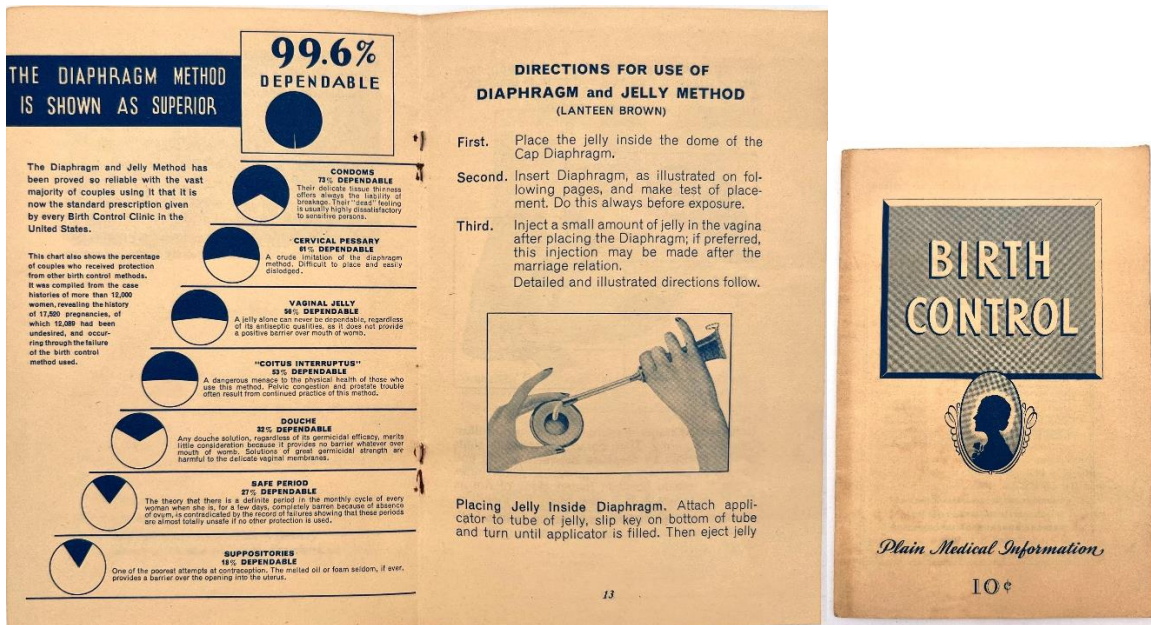 THE DIAPHRAGM METHOD
IS SHOWN AS SUPERIOR
99.6%
DEPENDABLE
The Diaphragm and Jelly Method has
been proved so reliable with the vast
majority of couples using it that it is
now the standard prescription given
by every Birth Control Clinic in the
United States.
This chart also shows the percentage
of couples who received protection
from other birth control methods.
It was compiled from the case
histories of more than 12,000
women, revealing the history
of 17,520 pregnancies, of
which 12,089 had been
undesired, and occur-
ring through the failure
of the birth control
method used.
CONDOMS
73% DEPENDABLE
Their delicate tissue thinness
offers always the liability of
breakage. Their "dead" feeling
is usually highly dissatisfactory
to sensitive persons.
CERVICAL PESSARY
61% DEPENDABLE
A crude imitation of the diaphragm
method. Difficult to place and easily
dislodged.
VAGINAL JELLY
56% DEPENDABLE
A jelly alone can never be dependable, regardless
of its antiseptic qualities, as it does not provide
a positive barrier over mouth of womb.
"COITUS INTERRUPTUS"
53% DEPENDABLE
A dangerous menace to the physical health of those who
use this method. Pelvic congestion and prostate trouble
often result from continued practice of this method.
DOUCHE
32% DEPENDABLE
Any douche solution, regardless of its germicidal efficacy, merits
little consideration because it provides no barrier whatever over
mouth of womb. Solutions of great germicidal strength are
harmful to the delicate vaginal membranes.
SAFE PERIOD
27% DEPENDABLE
The theory that there is a definite period in the monthly cycle of every
woman when she is, for a few days, completely barren because of absence
of ovum, is contradicated by the record of failures showing that these periods
are almost totally unsafe if no other protection is used.
SUPPOSITORIES
18% DEPENDABLE
One of the poorest attempts at contraception. The melted oil or foam seldom, if ever,
provides a barrier over the opening into the uterus.
DIRECTIONS FOR USE OF
DIAPHRAGM and JELLY METHOD
(LANTEEN BROWN)
First. Place the jelly inside the dome of the
Cap Diaphragm.
Second. Insert Diaphragm, as illustrated on fol-
lowing pages, and make test of place-
ment. Do this always before exposure.
Third. Inject a small amount of jelly in the vagina
after placing the Diaphragm; if preferred,
this injection may be made after the
marriage relation.
Detailed and illustrated directions follow.
Placing Jelly Inside Diaphragm. Attach appli-
cator to tube of jelly, slip key on bottom of tube
and turn until applicator is filled. Then eject jelly
13
BIRTH
CONTROL
Plain Medical Information
10¢